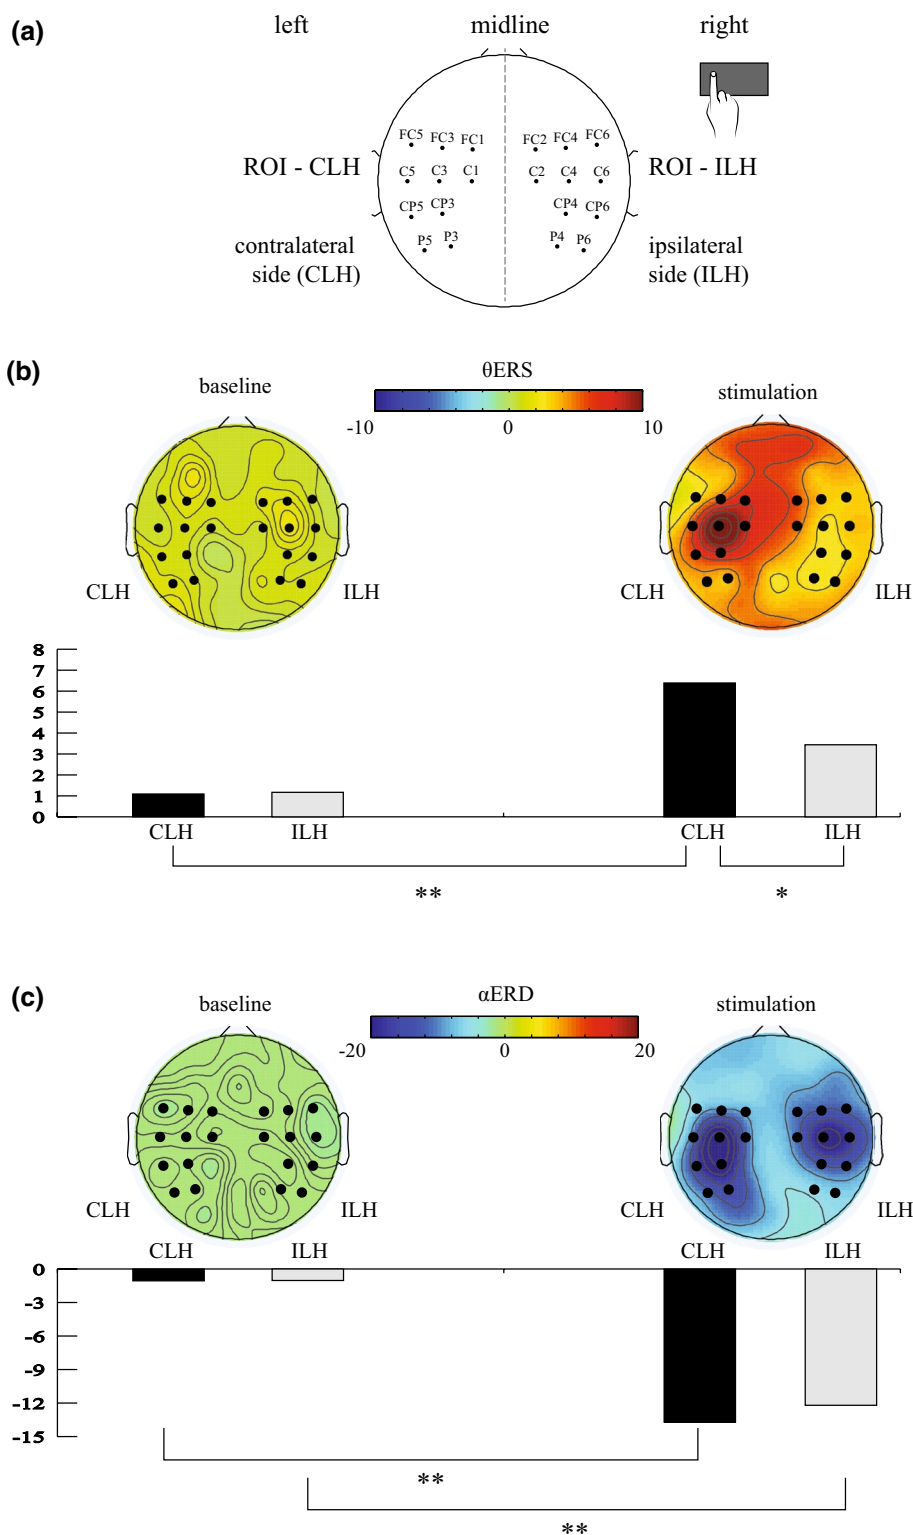 (a)
left midline right
FC5 FC3 FC1 FC2 FC4 FC6
ROI - CLH
C5 C3 C1 C2 C4 C6
ROI - ILH
CP5 CP3 CP4 CP6
P5 P3 P4 P6
contralateral
side (CLH)
ipsilateral
side (ILH)
(b)
θERS
baseline
stimulation
-10 0 10
CLH ILH
CLH ILH
8
7
6
5
4
3
2
1
0
CLH ILH CLH ILH
** *
(c)
αERD
baseline
stimulation
-20 0 20
CLH ILH
CLH ILH
CLH ILH CLH ILH
0
-3
-6
-9
-12
-15
**
**